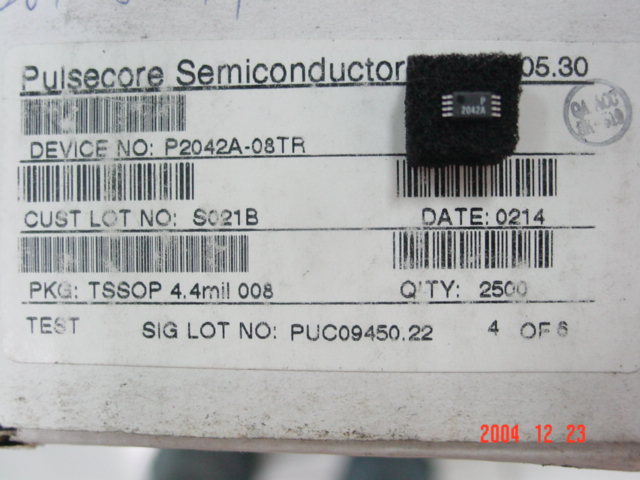 Pulsecore Semiconductor 05.30
P
2042A
DEVICE NO: P2042A-08TR
CUST LOT NO: S021B DATE: 0214
PKG: TSSOP 4.4mil 008 Q'TY: 2500
TEST SIG LOT NO: PUC09450.22 4 OF 6
2004 12 23